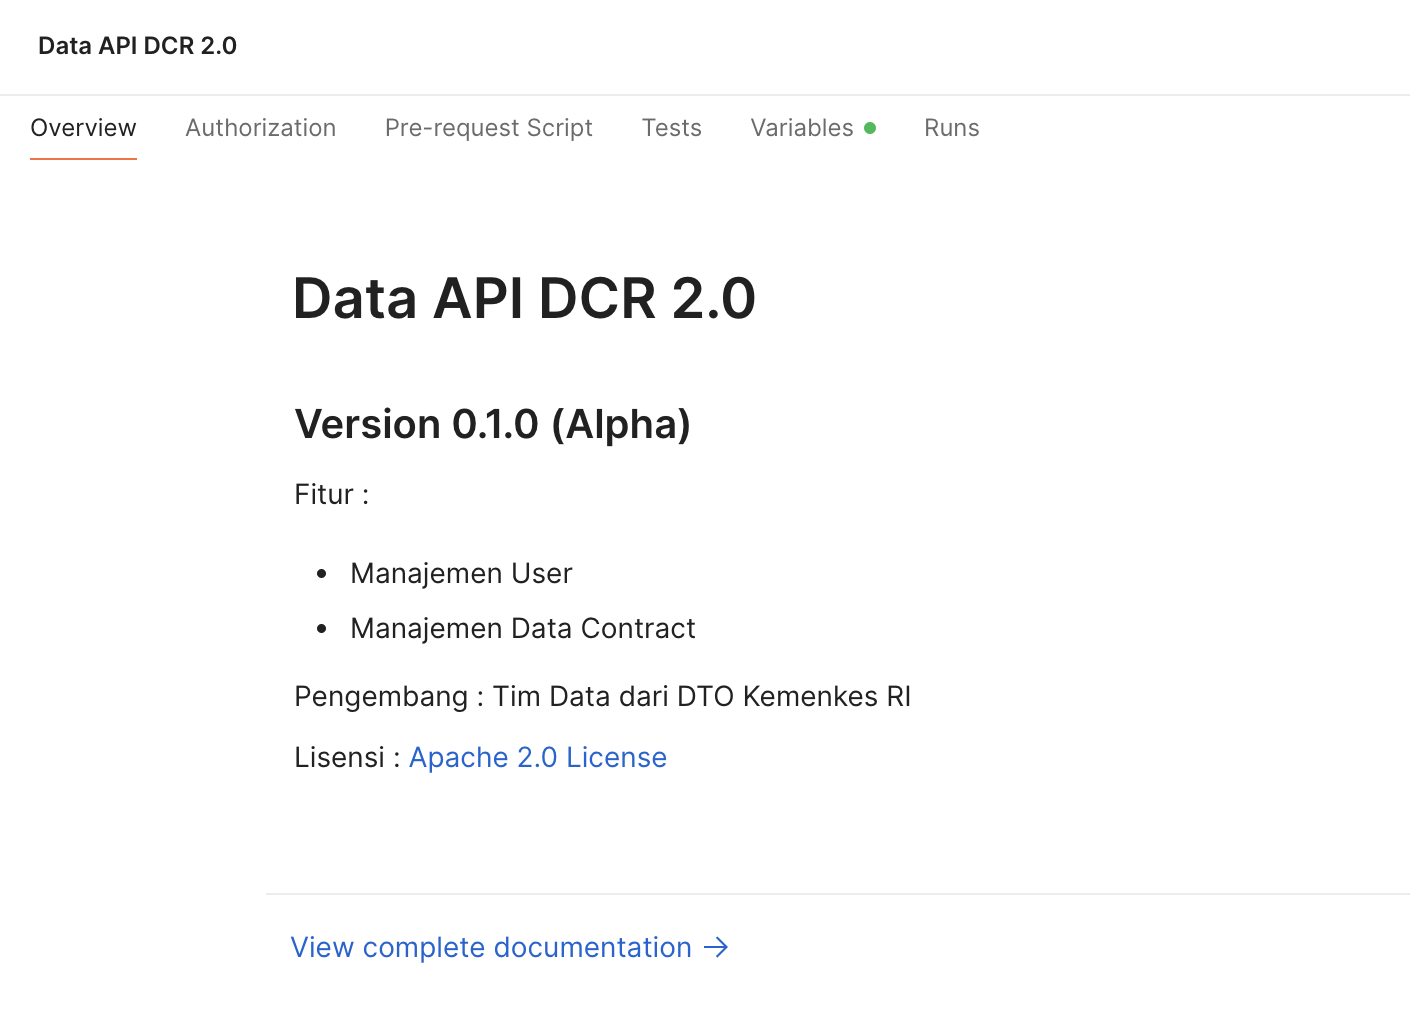 Data API DCR 2.0
Overview Authorization Pre-request Script Tests Variables Runs
Data API DCR 2.0
Version 0.1.0 (Alpha)
Fitur :
• Manajemen User
• Manajemen Data Contract
Pengembang : Tim Data dari DTO Kemenkes RI
Lisensi : Apache 2.0 License
View complete documentation →